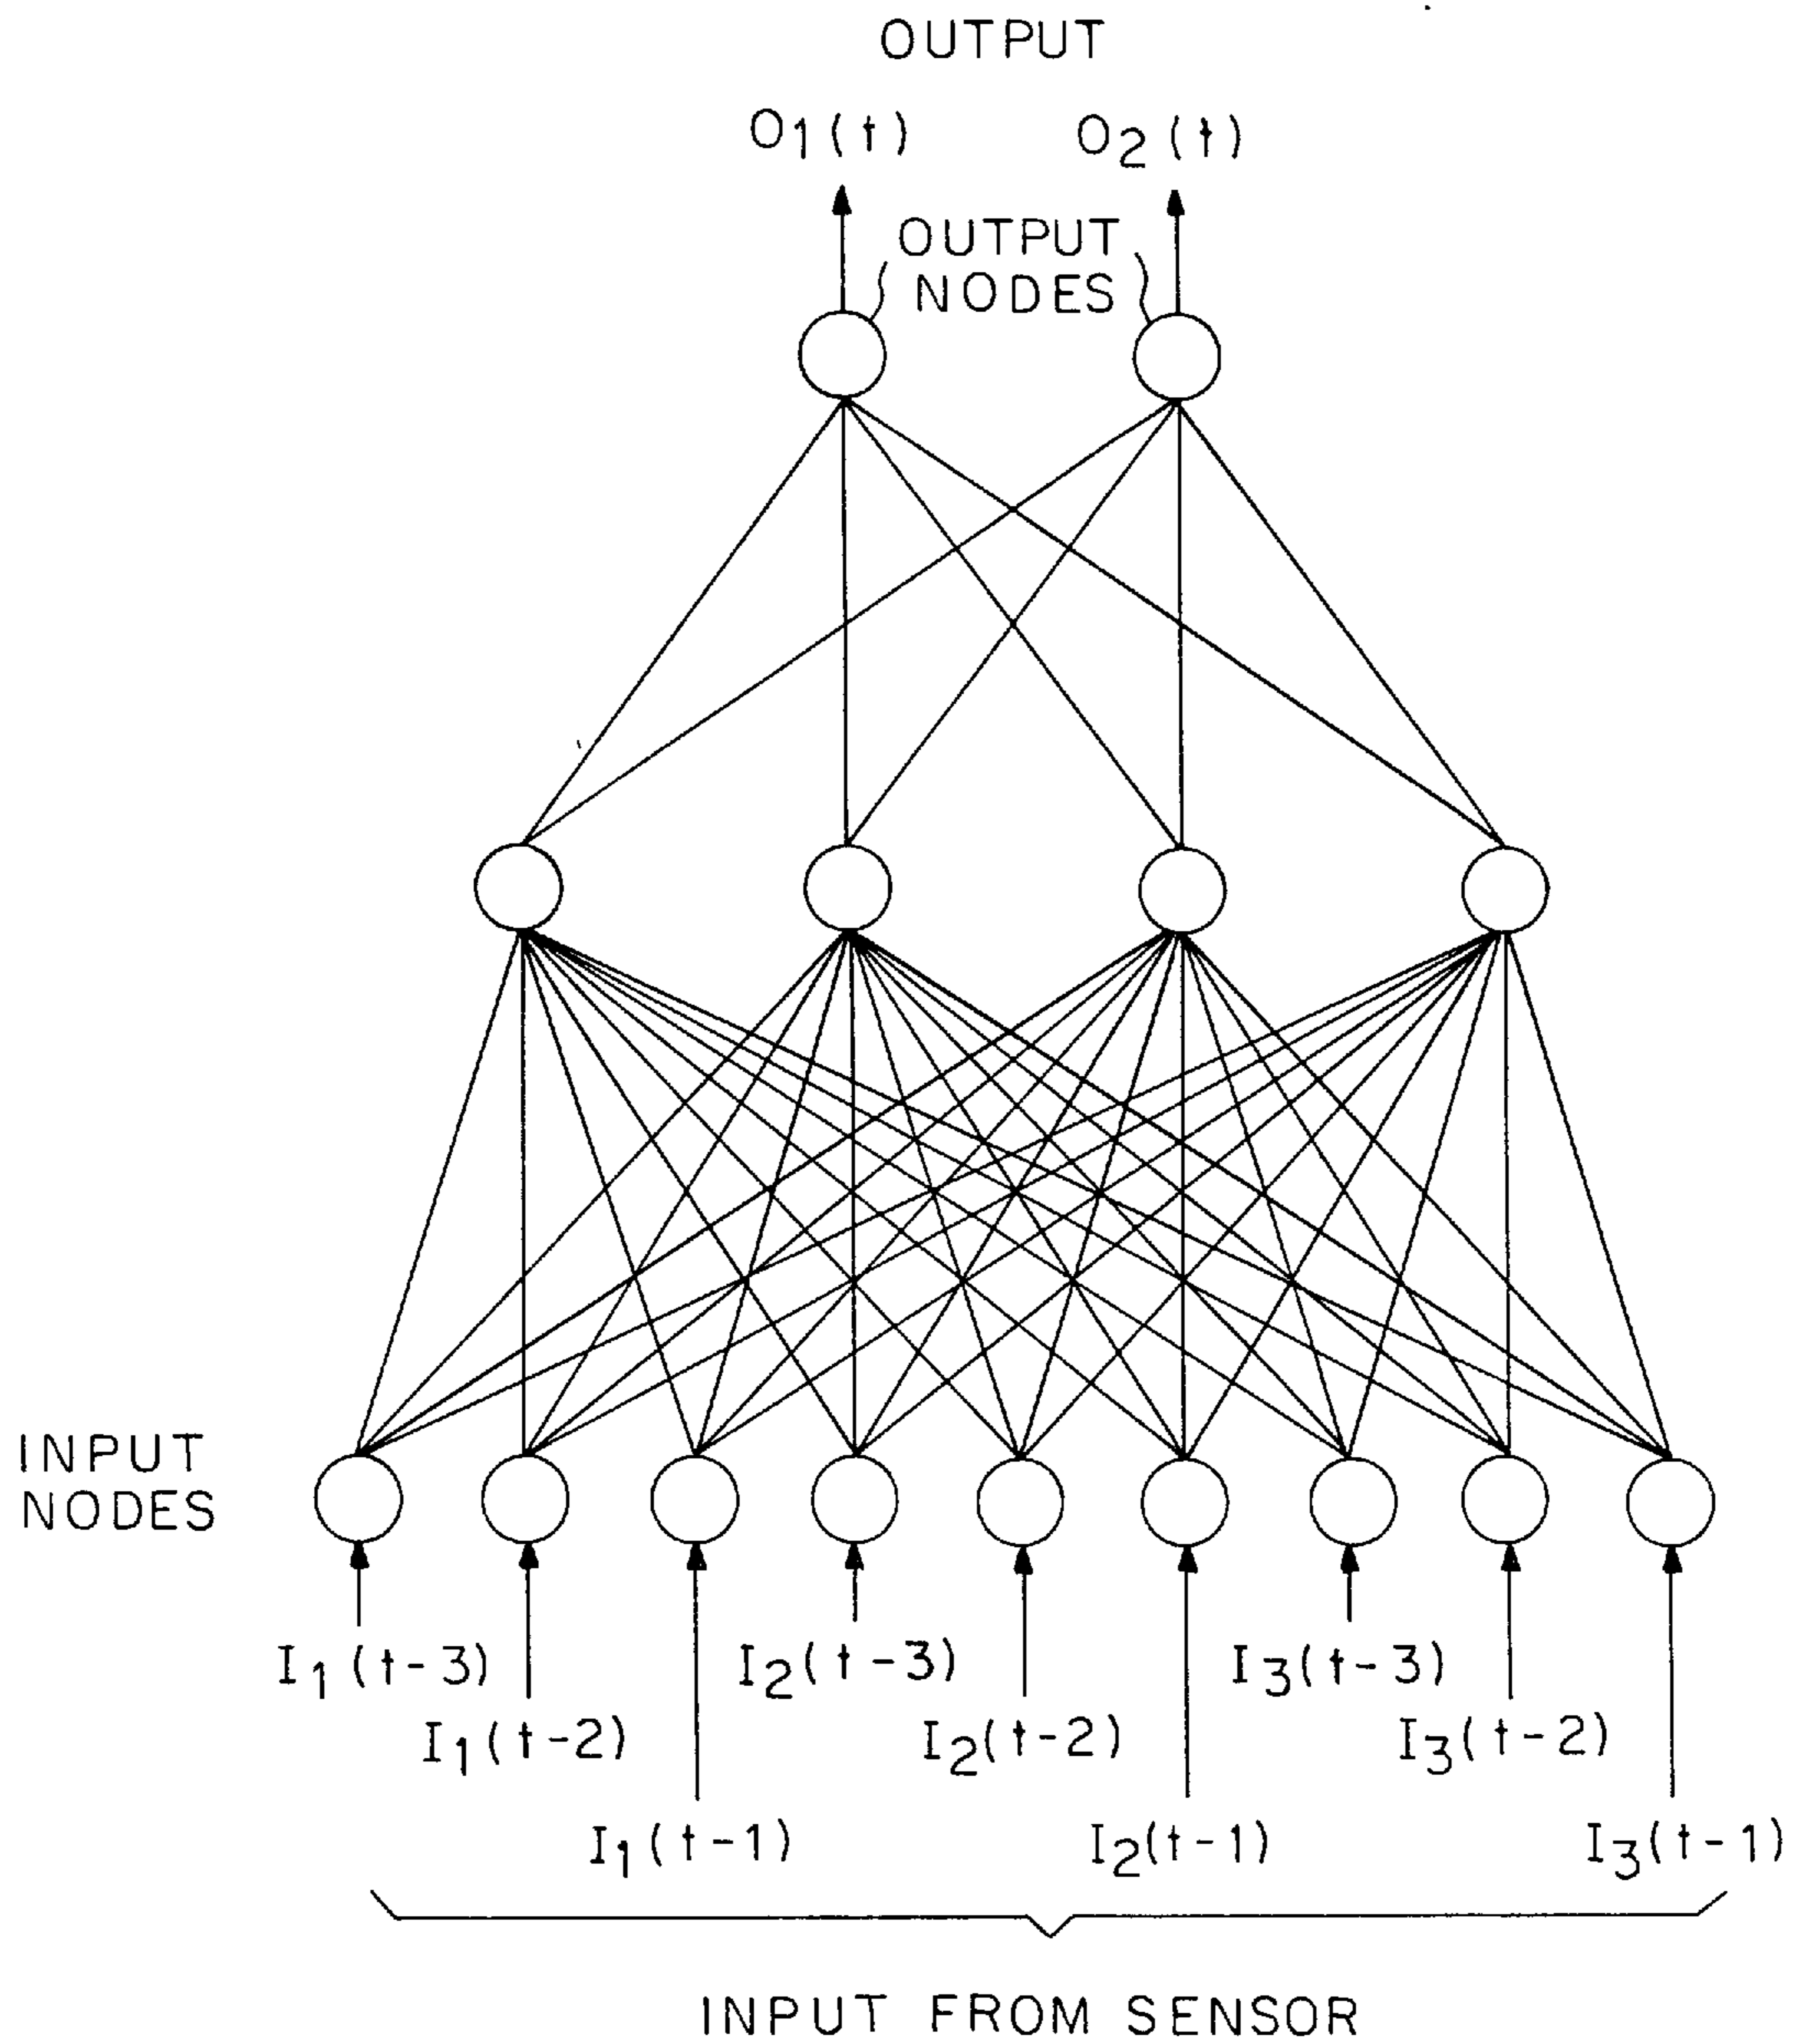 OUTPUT
O1(t) O2(t)
OUTPUT
NODES
INPUT
NODES
I1(t-3) I2(t-3) I3(t-3)
I1(t-2) I2(t-2) I3(t-2)
I1(t-1) I2(t-1) I3(t-1)
INPUT FROM SENSOR